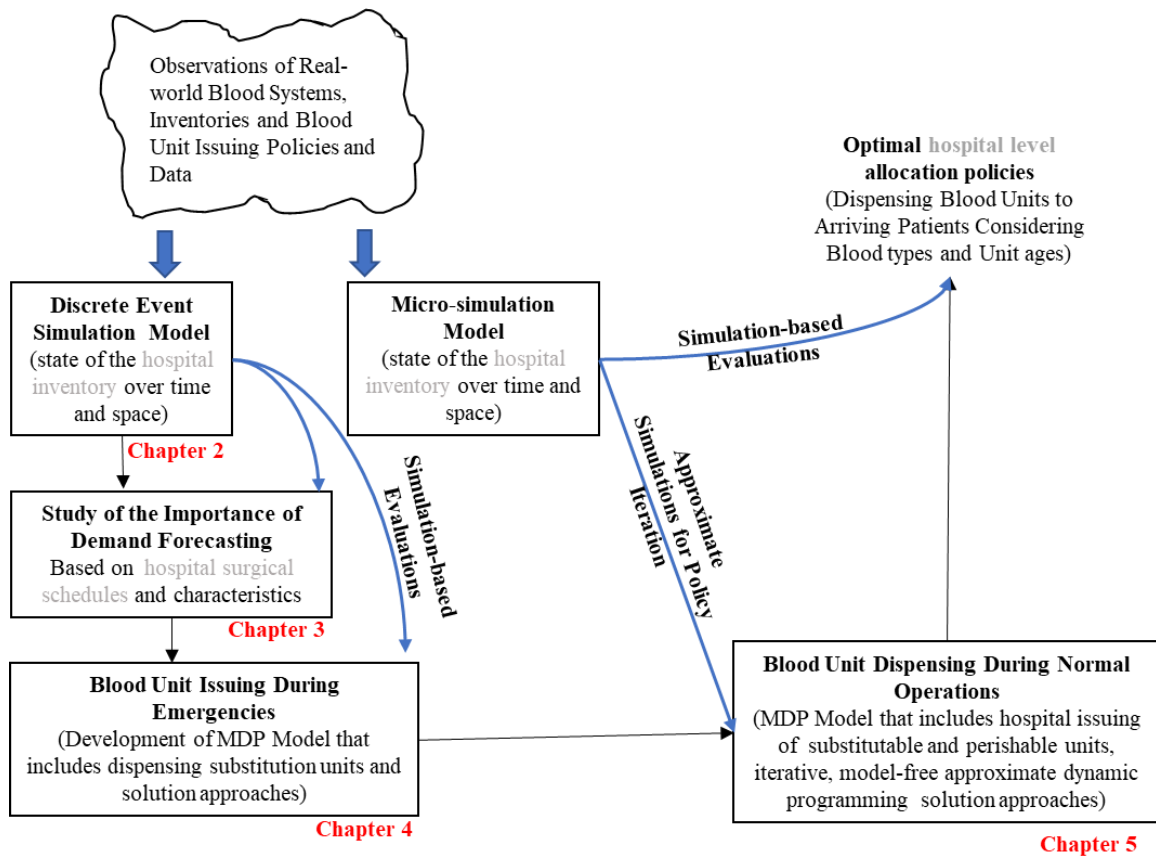 Observations of Real-
world Blood Systems,
Inventories and Blood
Unit Issuing Policies and
Data
Optimal hospital level
allocation policies
(Dispensing Blood Units to
Arriving Patients Considering
Blood types and Unit ages)
Discrete Event
Simulation Model
(state of the hospital
inventory over time
and space)
Chapter 2
Micro-simulation
Model
(state of the hospital
inventory over time and
space)
Simulation-based
Evaluations
Approximate
Simulations for Policy
Iteration
Simulation-based
Evaluations
Study of the Importance of
Demand Forecasting
Based on hospital surgical
schedules and characteristics
Chapter 3
Blood Unit Issuing During
Emergencies
(Development of MDP Model that
includes dispensing substitution units and
solution approaches)
Chapter 4
Blood Unit Dispensing During Normal
Operations
(MDP Model that includes hospital issuing
of substitutable and perishable units,
iterative, model-free approximate dynamic
programming solution approaches)
Chapter 5